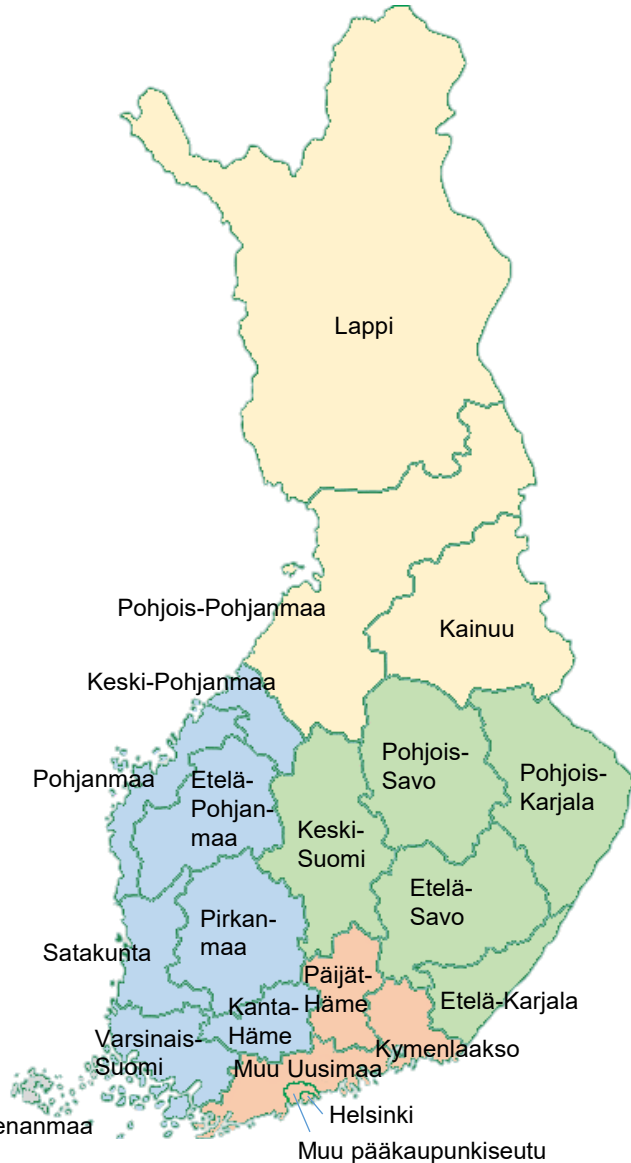 Lappi
Pohjois-Pohjanmaa
Kainuu
Keski-Pohjanmaa
Pohjanmaa
Etelä-
Pohjan-
maa
Pohjois-
Savo
Pohjois-
Karjala
Keski-
Suomi
Etelä-
Savo
Satakunta
Pirkan-
maa
Päijät-
Häme
Etelä-Karjala
Kanta-
Häme
Varsinais-
Suomi
Kymenlaakso
Muu Uusimaa
enanmaa
Helsinki
Muu pääkaupunkiseutu